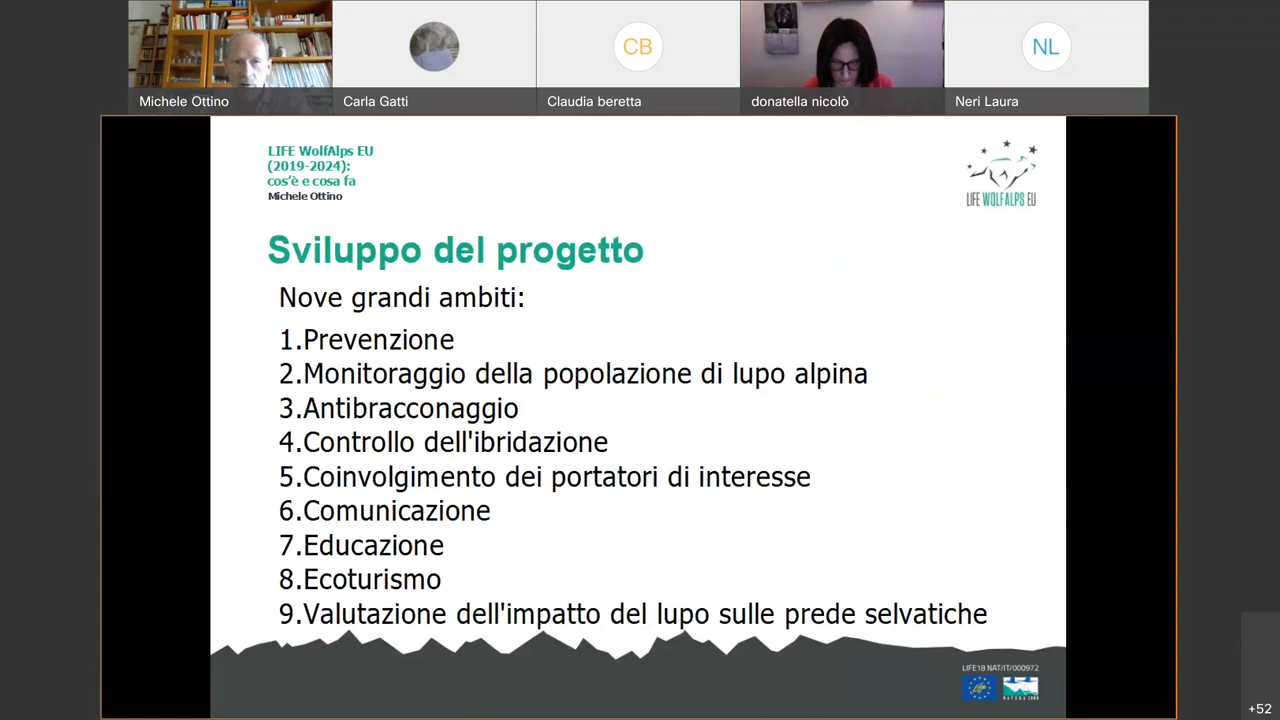 CB
NL
Michele Ottino
Carla Gatti
Claudia beretta
donatella nicolò
Neri Laura
LIFE WolfAlps EU
(2019-2024):
cos'è e cosa fa
Michele Ottino
LIFE WOLFALPS EU
Sviluppo del progetto
Nove grandi ambiti:
1.Prevenzione
2.Monitoraggio della popolazione di lupo alpina
3.Antibracconaggio
4.Controllo dell'ibridazione
5.Coinvolgimento dei portatori di interesse
6.Comunicazione
7.Educazione
8.Ecoturismo
9.Valutazione dell'impatto del lupo sulle prede selvatiche
LIFE18 NAT/IT/000972
NATURA 2000
+52